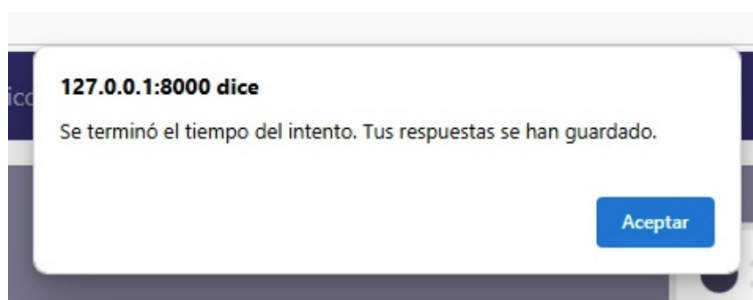 127.0.0.1:8000 dice
Se terminó el tiempo del intento. Tus respuestas se han guardado.
Aceptar